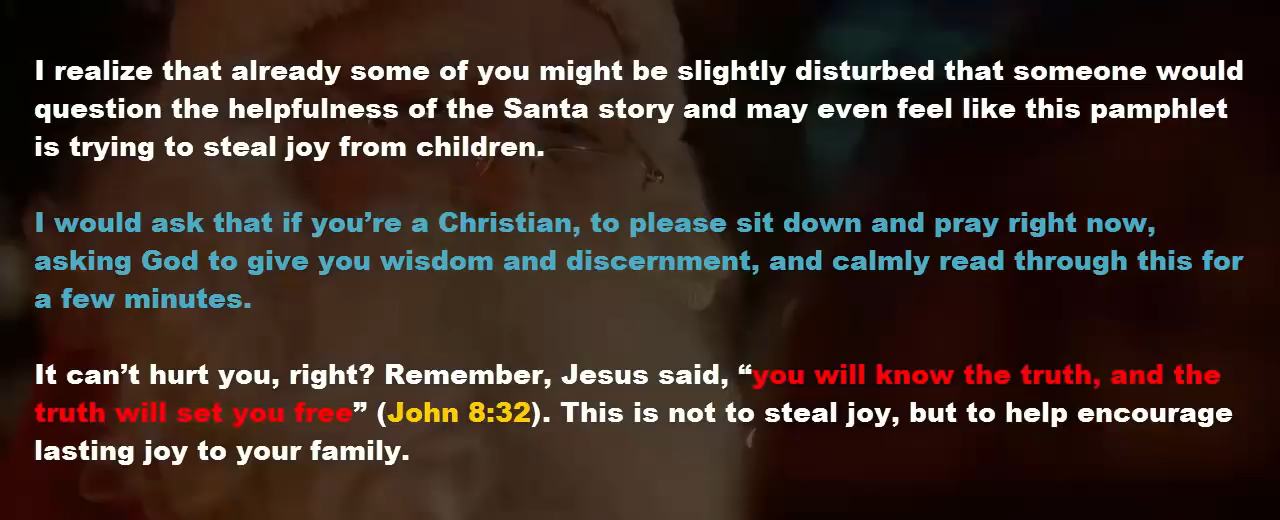 I realize that already some of you might be slightly disturbed that someone would
question the helpfulness of the Santa story and may even feel like this pamphlet
is trying to steal joy from children.
I would ask that if you’re a Christian, to please sit down and pray right now,
asking God to give you wisdom and discernment, and calmly read through this for
a few minutes.
It can’t hurt you, right? Remember, Jesus said, “you will know the truth, and the
truth will set you free” (John 8:32). This is not to steal joy, but to help encourage
lasting joy to your family.